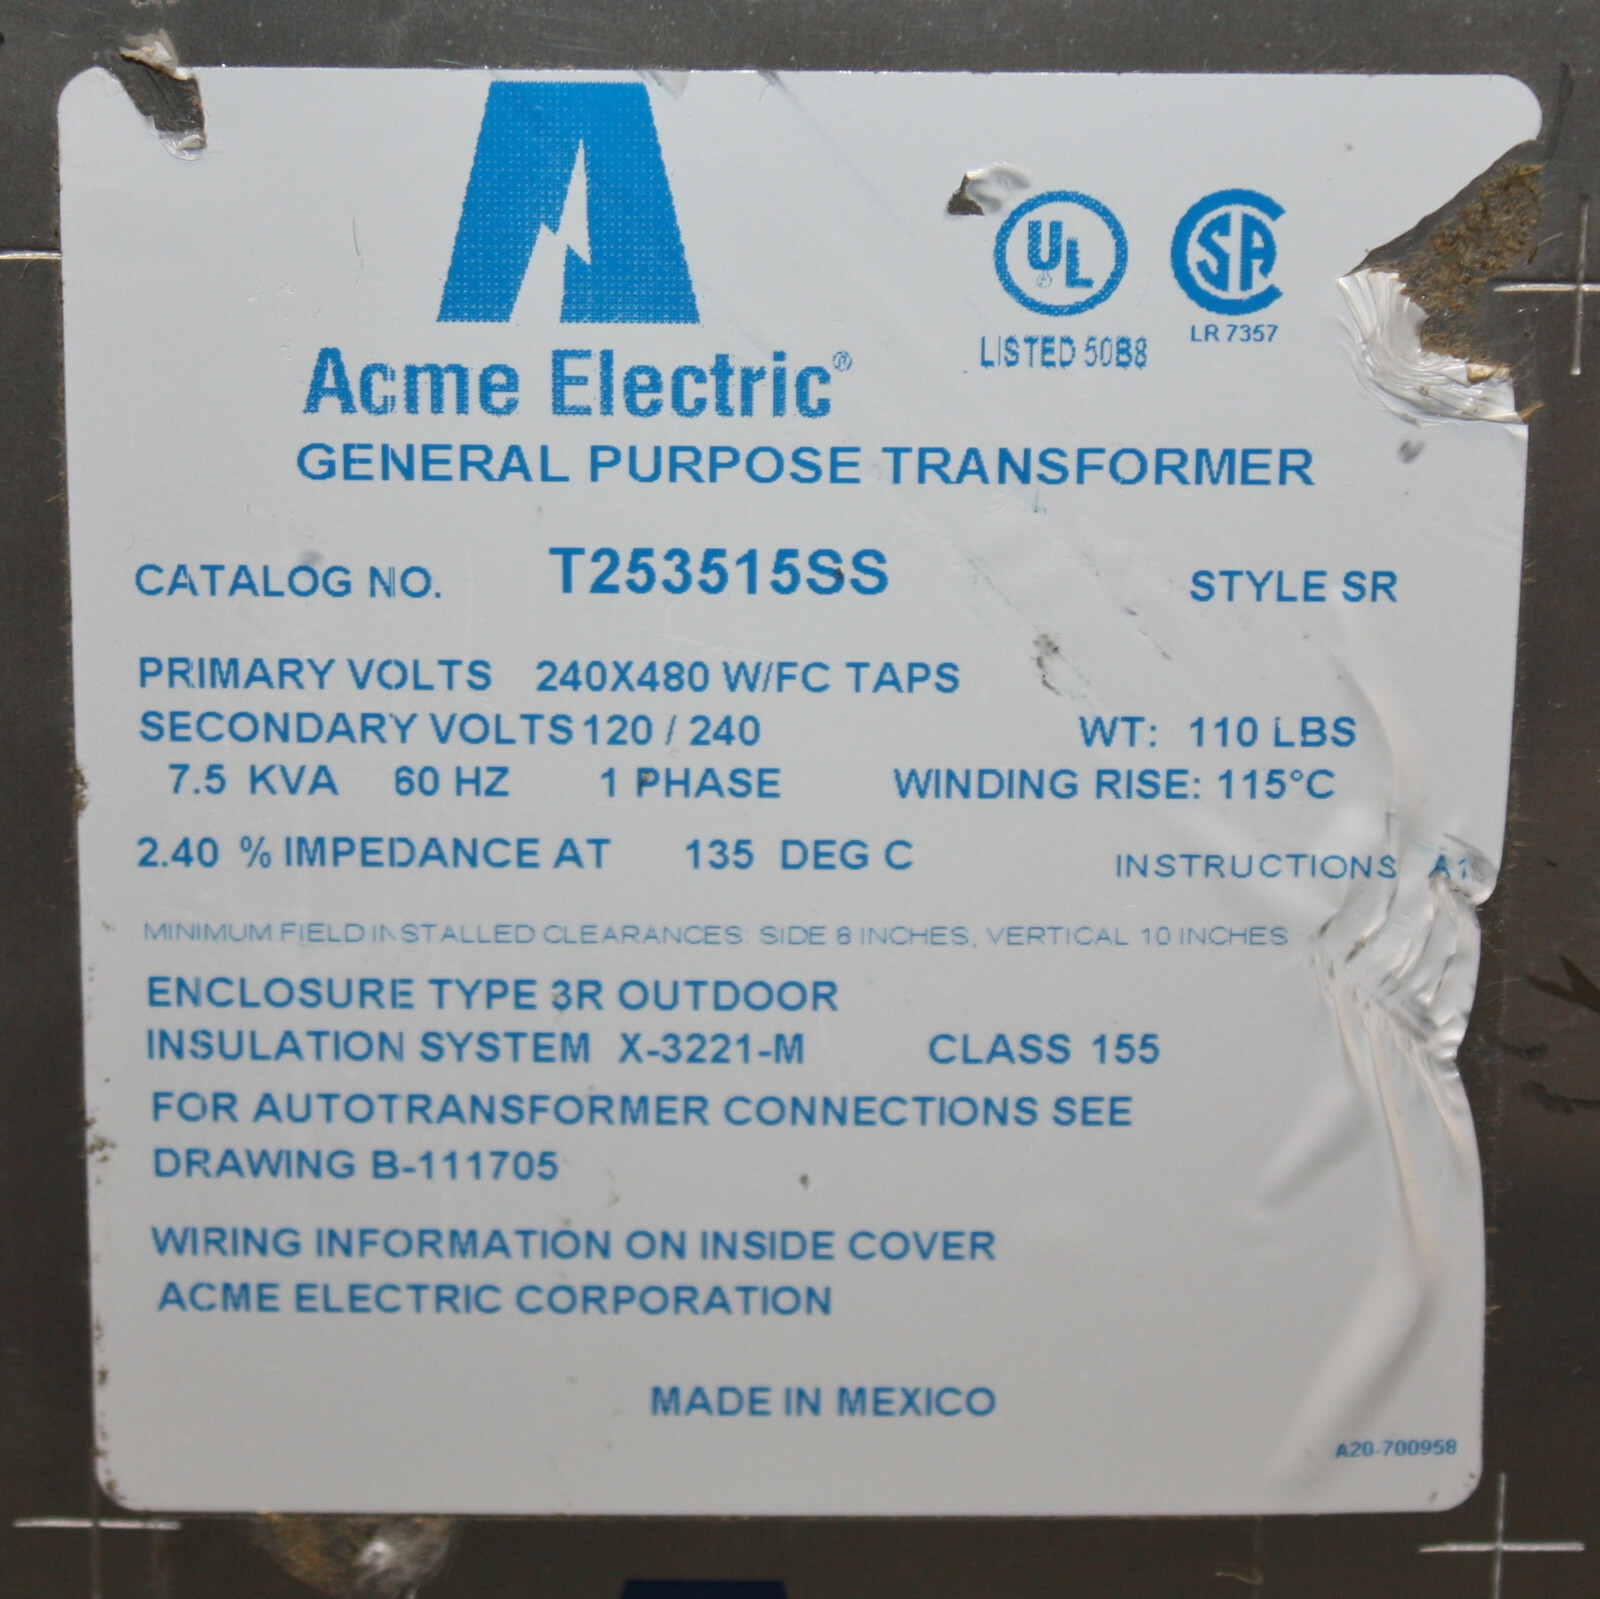 UL
SA
LISTED 50B8
LR 7357
Acme Electric®
GENERAL PURPOSE TRANSFORMER
CATALOG NO. T253515SS STYLE SR
PRIMARY VOLTS 240X480 W/FC TAPS
SECONDARY VOLTS 120 / 240 WT: 110 LBS
7.5 KVA 60 HZ 1 PHASE WINDING RISE: 115°C
2.40 % IMPEDANCE AT 135 DEG C INSTRUCTIONS A1
MINIMUM FIELD INSTALLED CLEARANCES: SIDE 8 INCHES, VERTICAL 10 INCHES
ENCLOSURE TYPE 3R OUTDOOR
INSULATION SYSTEM X-3221-M CLASS 155
FOR AUTOTRANSFORMER CONNECTIONS SEE
DRAWING B-111705
WIRING INFORMATION ON INSIDE COVER
ACME ELECTRIC CORPORATION
MADE IN MEXICO
A20-700958